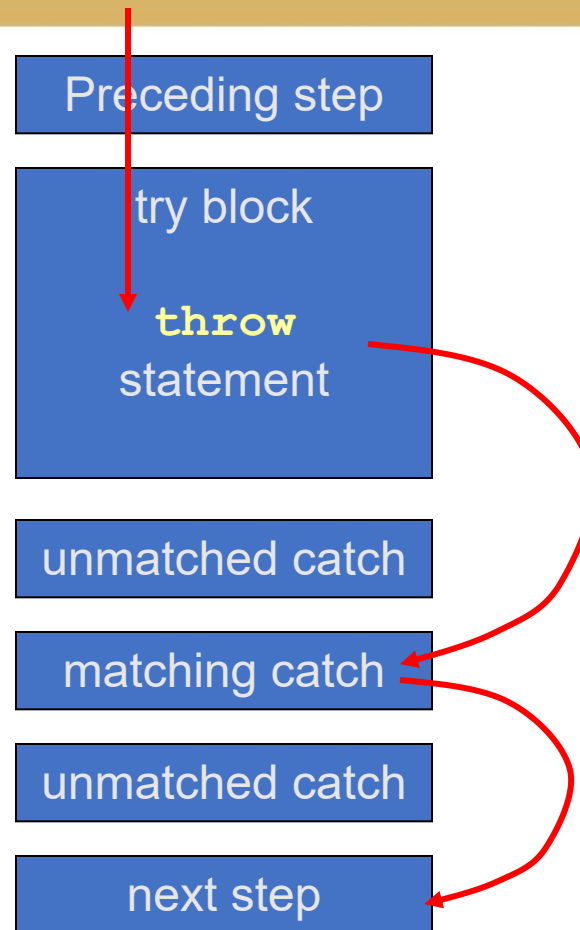 Preceding step
try block
throw
statement
unmatched catch
matching catch
unmatched catch
next step